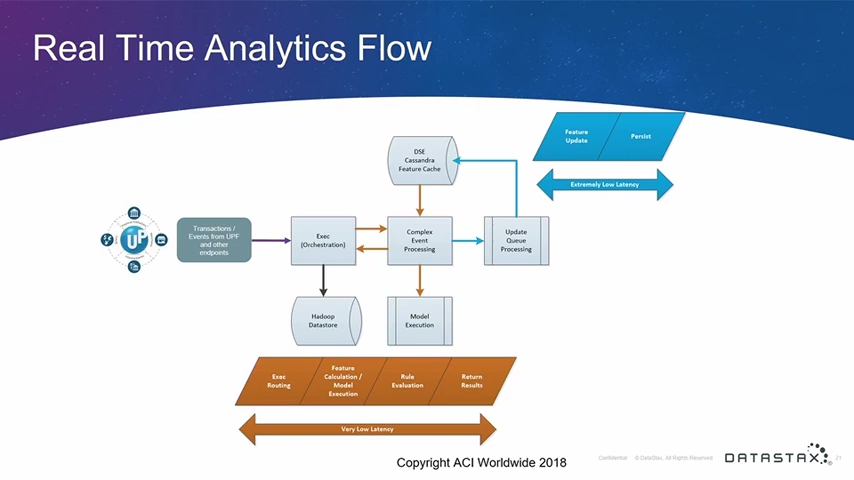 Real Time Analytics Flow
Feature
Update
Persist
Extremely Low Latency
DSE
Cassandra
Feature Cache
UP
Transactions /
Events from UPF
and other
endpoints
Exec
(Orchestration)
Complex
Event
Processing
Update
Queue
Processing
Hadoop
Datastore
Model
Execution
Exec
Routing
Feature
Calculation /
Model
Execution
Rule
Evaluation
Return
Results
Very Low Latency
Copyright ACI Worldwide 2018
Confidential © DataStax, All Rights Reserved
DATASTAX
21